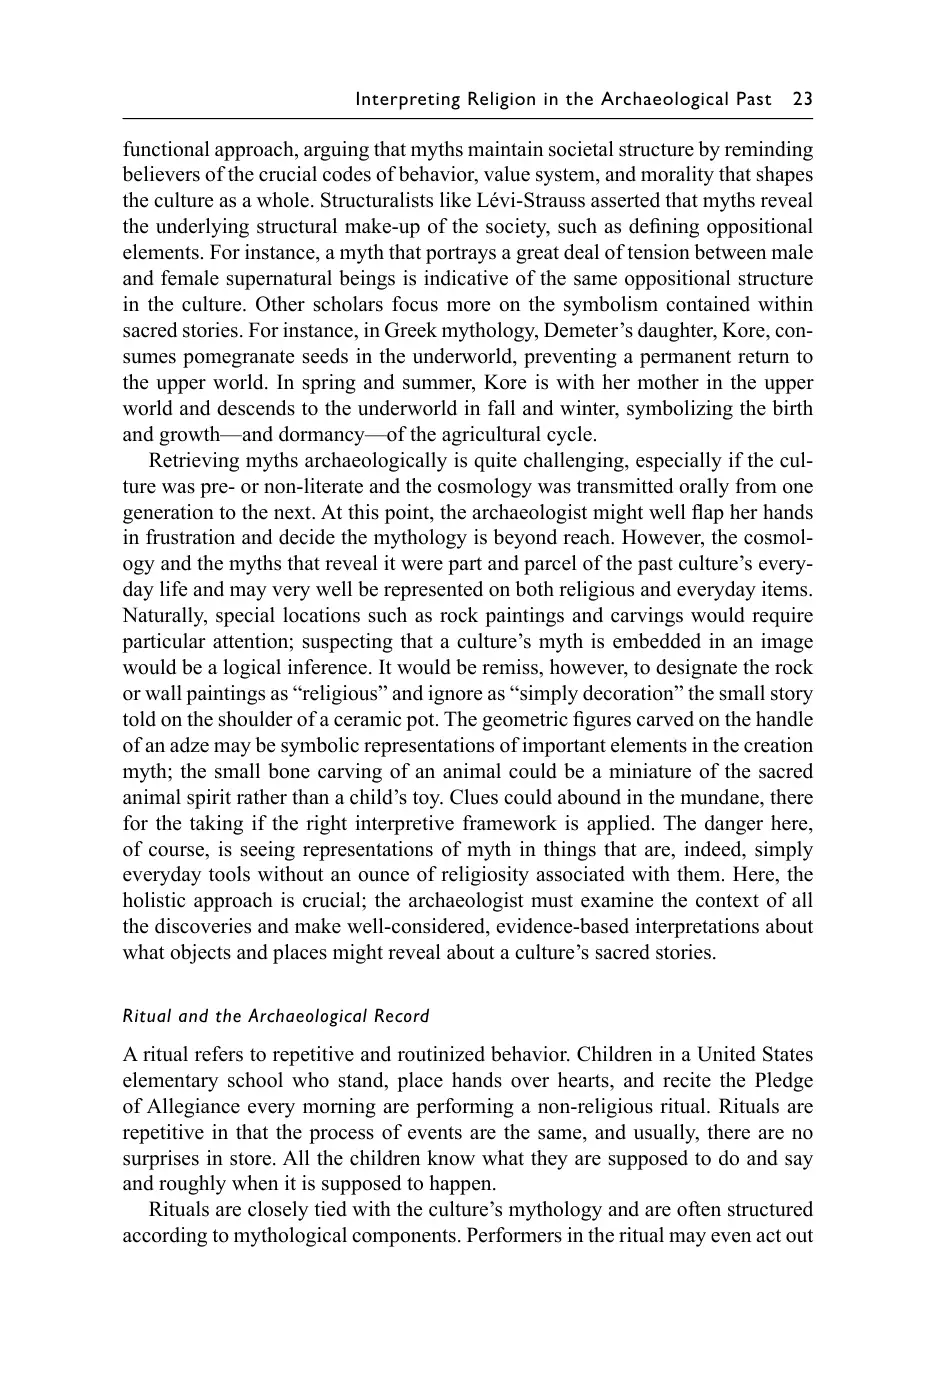 Interpreting Religion in the Archaeological Past 23
functional approach, arguing that myths maintain societal structure by reminding
believers of the crucial codes of behavior, value system, and morality that shapes
the culture as a whole. Structuralists like Lévi-Strauss asserted that myths reveal
the underlying structural make-up of the society, such as defining oppositional
elements. For instance, a myth that portrays a great deal of tension between male
and female supernatural beings is indicative of the same oppositional structure
in the culture. Other scholars focus more on the symbolism contained within
sacred stories. For instance, in Greek mythology, Demeter’s daughter, Kore, con-
sumes pomegranate seeds in the underworld, preventing a permanent return to
the upper world. In spring and summer, Kore is with her mother in the upper
world and descends to the underworld in fall and winter, symbolizing the birth
and growth—and dormancy—of the agricultural cycle.
Retrieving myths archaeologically is quite challenging, especially if the cul-
ture was pre- or non-literate and the cosmology was transmitted orally from one
generation to the next. At this point, the archaeologist might well flap her hands
in frustration and decide the mythology is beyond reach. However, the cosmol-
ogy and the myths that reveal it were part and parcel of the past culture’s every-
day life and may very well be represented on both religious and everyday items.
Naturally, special locations such as rock paintings and carvings would require
particular attention; suspecting that a culture’s myth is embedded in an image
would be a logical inference. It would be remiss, however, to designate the rock
or wall paintings as “religious” and ignore as “simply decoration” the small story
told on the shoulder of a ceramic pot. The geometric figures carved on the handle
of an adze may be symbolic representations of important elements in the creation
myth; the small bone carving of an animal could be a miniature of the sacred
animal spirit rather than a child’s toy. Clues could abound in the mundane, there
for the taking if the right interpretive framework is applied. The danger here,
of course, is seeing representations of myth in things that are, indeed, simply
everyday tools without an ounce of religiosity associated with them. Here, the
holistic approach is crucial; the archaeologist must examine the context of all
the discoveries and make well-considered, evidence-based interpretations about
what objects and places might reveal about a culture’s sacred stories.
Ritual and the Archaeological Record
A ritual refers to repetitive and routinized behavior. Children in a United States
elementary school who stand, place hands over hearts, and recite the Pledge
of Allegiance every morning are performing a non-religious ritual. Rituals are
repetitive in that the process of events are the same, and usually, there are no
surprises in store. All the children know what they are supposed to do and say
and roughly when it is supposed to happen.
Rituals are closely tied with the culture’s mythology and are often structured
according to mythological components. Performers in the ritual may even act out